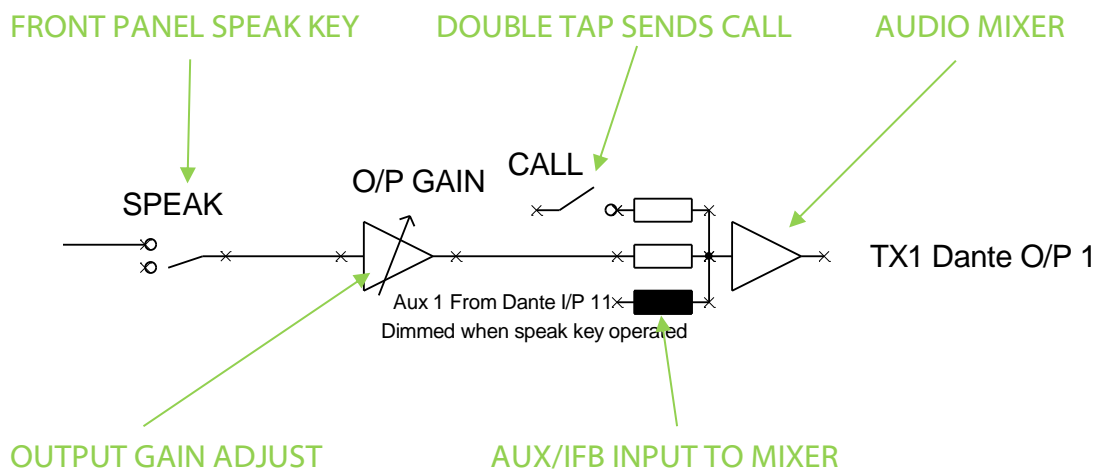 FRONT PANEL SPEAK KEY
DOUBLE TAP SENDS CALL
AUDIO MIXER
CALL
O/P GAIN
SPEAK
TX1 Dante O/P 1
Aux 1 From Dante I/P 11
Dimmed when speak key operated
OUTPUT GAIN ADJUST
AUX/IFB INPUT TO MIXER